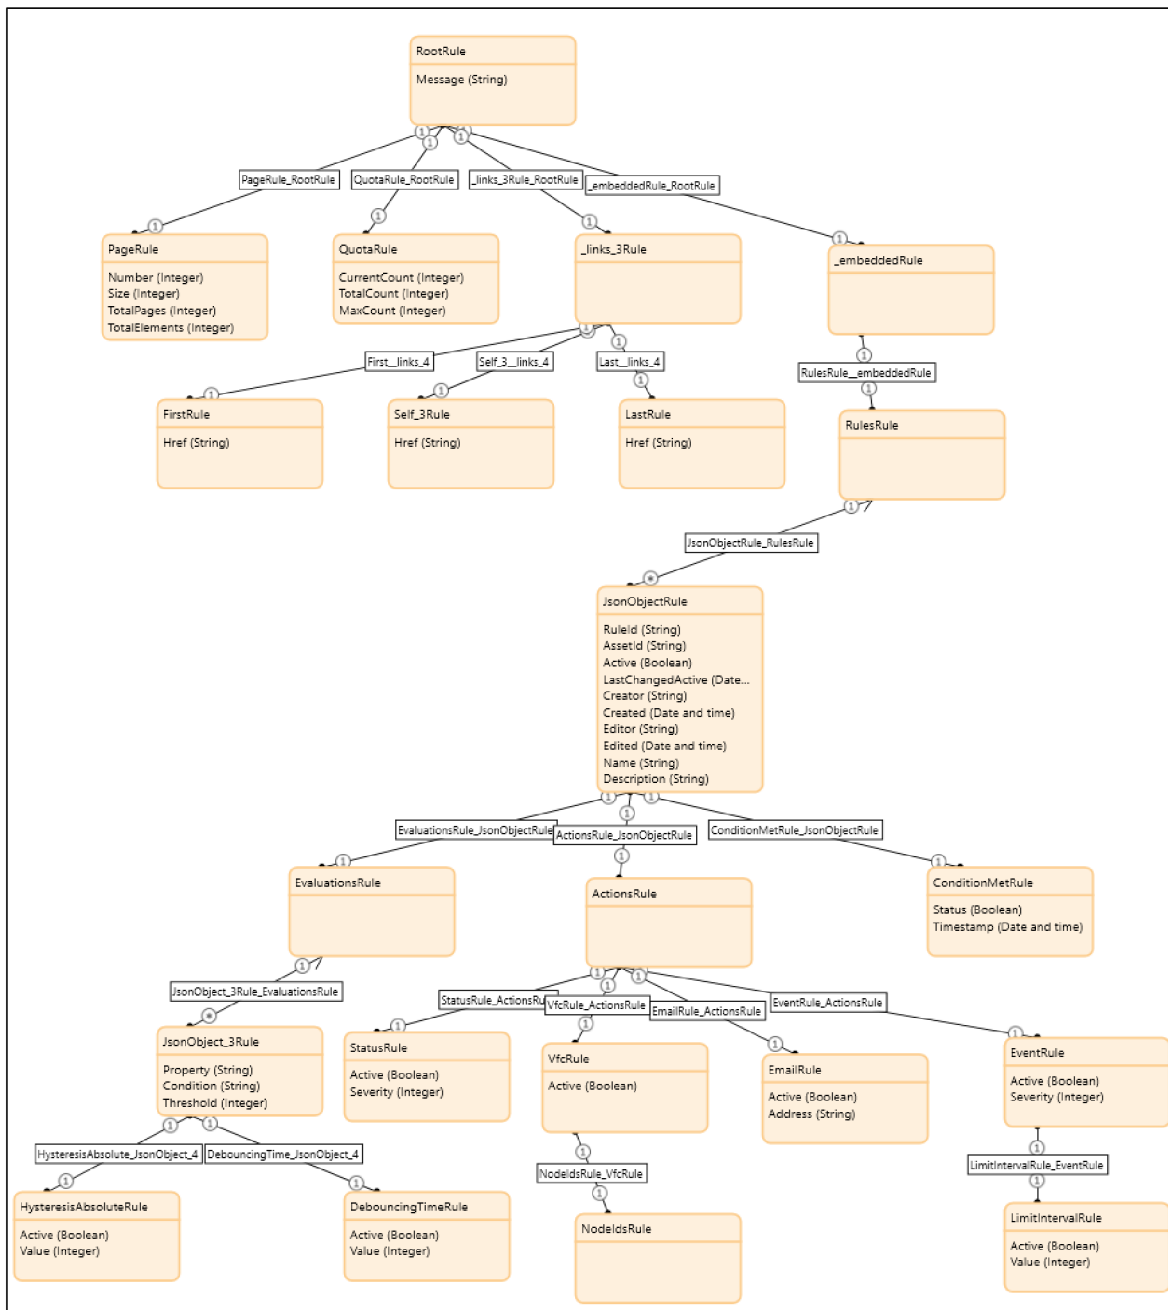 RootRule
Message (String)
PageRule_RootRule
QuotaRule_RootRule
_links_3Rule_RootRule
_embeddedRule_RootRule
PageRule
Number (Integer)
Size (Integer)
TotalPages (Integer)
TotalElements (Integer)
QuotaRule
CurrentCount (Integer)
TotalCount (Integer)
MaxCount (Integer)
_links_3Rule
_embeddedRule
First__links_4
Self_3__links_4
Last__links_4
RulesRule__embeddedRule
FirstRule
Href (String)
Self_3Rule
Href (String)
LastRule
Href (String)
RulesRule
JsonObjectRule_RulesRule
JsonObjectRule
RuleId (String)
AssetId (String)
Active (Boolean)
LastChangedActive (Date...
Creator (String)
Created (Date and time)
Editor (String)
Edited (Date and time)
Name (String)
Description (String)
EvaluationsRule_JsonObjectRule
ActionsRule_JsonObjectRule
ConditionMetRule_JsonObjectRule
EvaluationsRule
ActionsRule
ConditionMetRule
Status (Boolean)
Timestamp (Date and time)
JsonObject_3Rule_EvaluationsRule
StatusRule_ActionsRu
VfcRule_ActionsRule
EmailRule_ActionsRule
EventRule_ActionsRule
JsonObject_3Rule
Property (String)
Condition (String)
Threshold (Integer)
StatusRule
Active (Boolean)
Severity (Integer)
VfcRule
Active (Boolean)
EmailRule
Active (Boolean)
Address (String)
EventRule
Active (Boolean)
Severity (Integer)
HysteresisAbsolute_JsonObject_4
DebouncingTime_JsonObject_4
NodeIdsRule_VfcRule
LimitIntervalRule_EventRule
HysteresisAbsoluteRule
Active (Boolean)
Value (Integer)
DebouncingTimeRule
Active (Boolean)
Value (Integer)
NodeIdsRule
LimitIntervalRule
Active (Boolean)
Value (Integer)